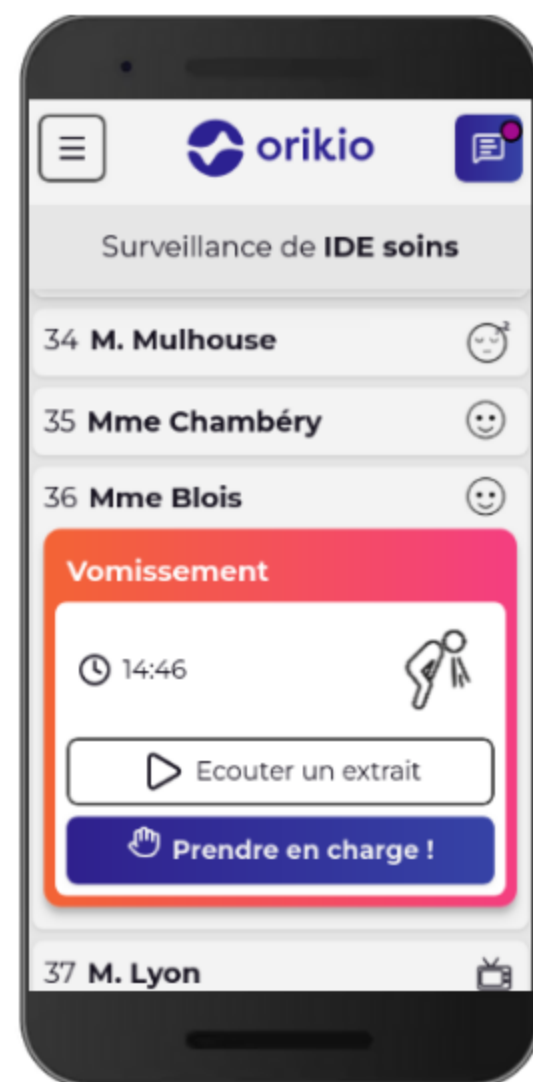 orikio
Surveillance de IDE soins
34 M. Mulhouse
35 Mme Chambéry
36 Mme Blois
Vomissement
14:46
Ecouter un extrait
Prendre en charge !
37 M. Lyon